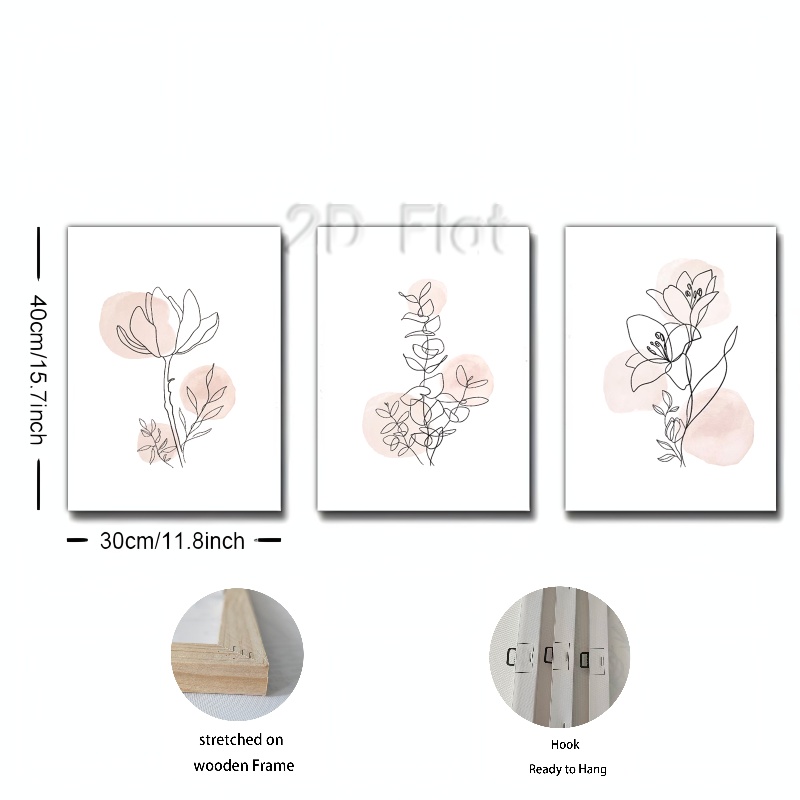 2D Flat
40cm/15.7inch
30cm/11.8inch
stretched on
wooden Frame
Hook
Ready to Hang